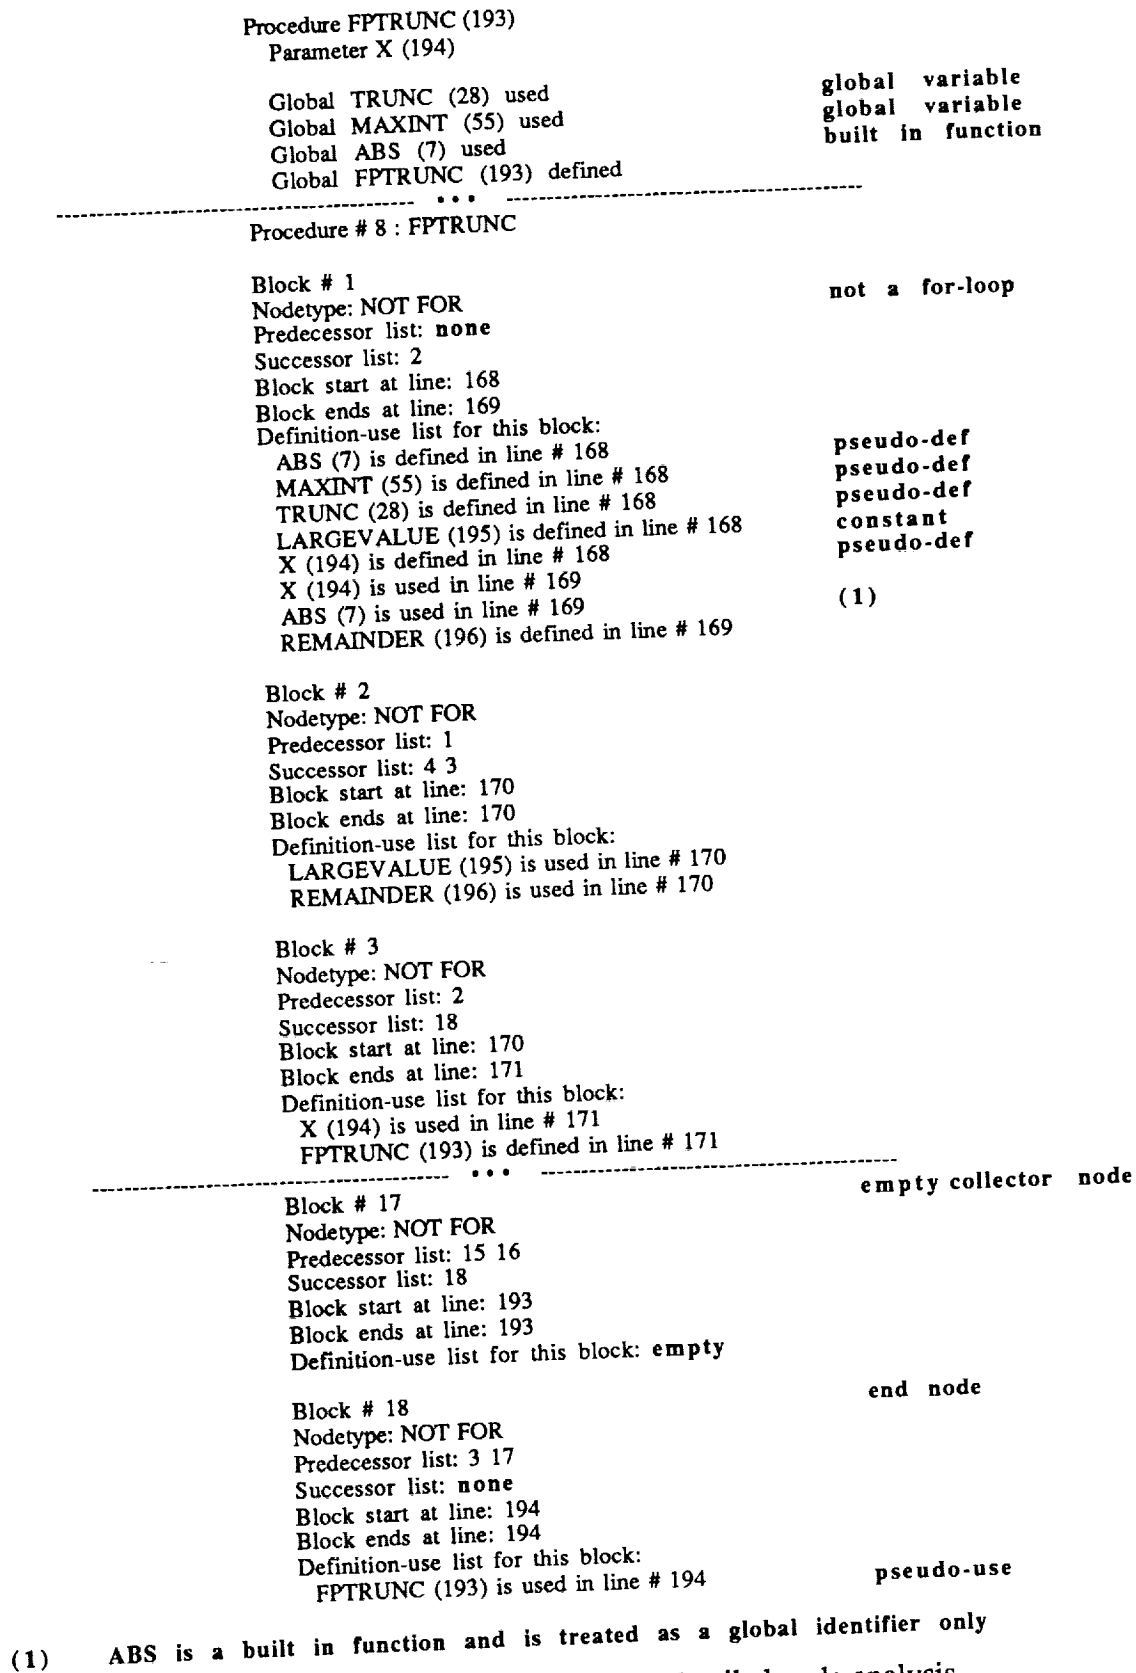 Procedure FPTRUNC (193)
Parameter X (194)
Global TRUNC (28) used global variable
Global MAXINT (55) used global variable
Global ABS (7) used built in function
Global FPTRUNC (193) defined
-------------------------------- • • • --------------------------------
Procedure # 8 : FPTRUNC
Block # 1
Nodetype: NOT FOR not a for-loop
Predecessor list: none
Successor list: 2
Block start at line: 168
Block ends at line: 169
Definition-use list for this block:
ABS (7) is defined in line # 168 pseudo-def
MAXINT (55) is defined in line # 168 pseudo-def
TRUNC (28) is defined in line # 168 pseudo-def
LARGEVALUE (195) is defined in line # 168 constant
X (194) is defined in line # 168 pseudo-def
X (194) is used in line # 169
ABS (7) is used in line # 169 (1)
REMAINDER (196) is defined in line # 169
Block # 2
Nodetype: NOT FOR
Predecessor list: 1
Successor list: 4 3
Block start at line: 170
Block ends at line: 170
Definition-use list for this block:
LARGEVALUE (195) is used in line # 170
REMAINDER (196) is used in line # 170
Block # 3
Nodetype: NOT FOR
Predecessor list: 2
Successor list: 18
Block start at line: 170
Block ends at line: 171
Definition-use list for this block:
X (194) is used in line # 171
FPTRUNC (193) is defined in line # 171
-------------------------------- • • • --------------------------------
Block # 17 empty collector node
Nodetype: NOT FOR
Predecessor list: 15 16
Successor list: 18
Block start at line: 193
Block ends at line: 193
Definition-use list for this block: empty
Block # 18 end node
Nodetype: NOT FOR
Predecessor list: 3 17
Successor list: none
Block start at line: 194
Block ends at line: 194
Definition-use list for this block:
FPTRUNC (193) is used in line # 194 pseudo-use
(1) ABS is a built in function and is treated as a global identifier only
analysis